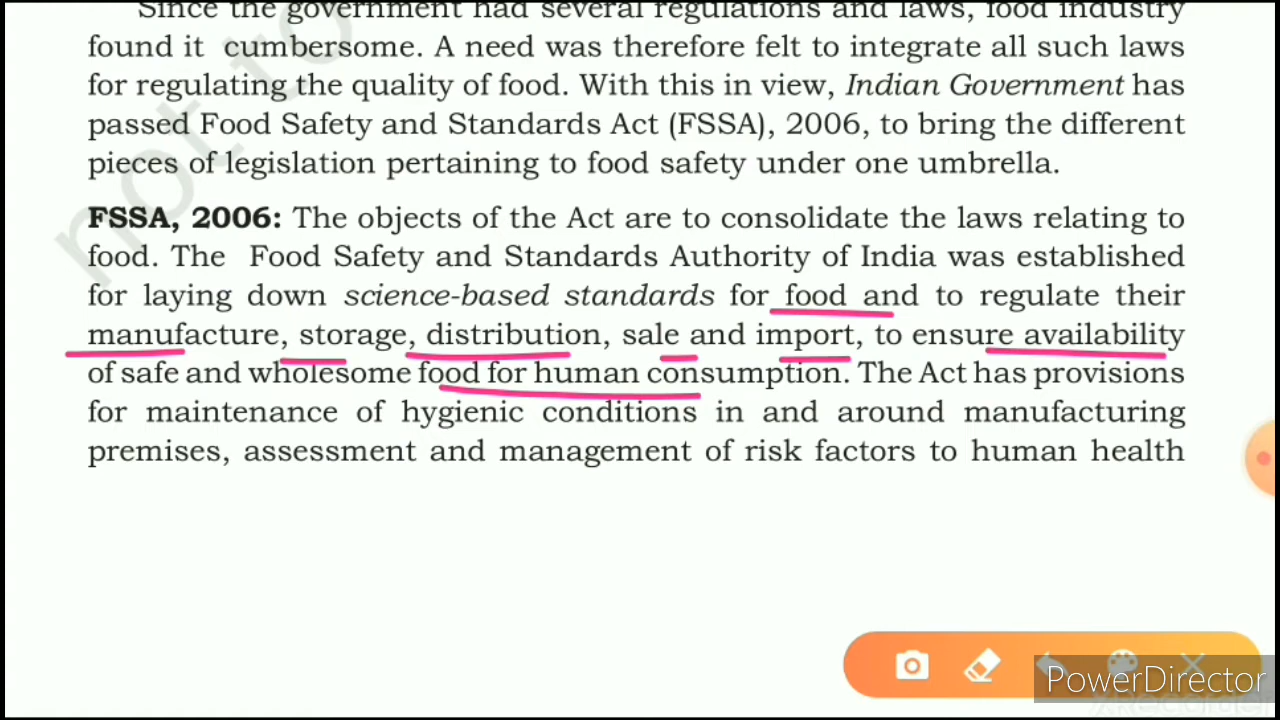 Since the government had several regulations and laws, food industry
found it cumbersome. A need was therefore felt to integrate all such laws
for regulating the quality of food. With this in view, Indian Government has
passed Food Safety and Standards Act (FSSA), 2006, to bring the different
pieces of legislation pertaining to food safety under one umbrella.
FSSA, 2006: The objects of the Act are to consolidate the laws relating to
food. The Food Safety and Standards Authority of India was established
for laying down science-based standards for food and to regulate their
manufacture, storage, distribution, sale and import, to ensure availability
of safe and wholesome food for human consumption. The Act has provisions
for maintenance of hygienic conditions in and around manufacturing
premises, assessment and management of risk factors to human health
not to
PowerDirector